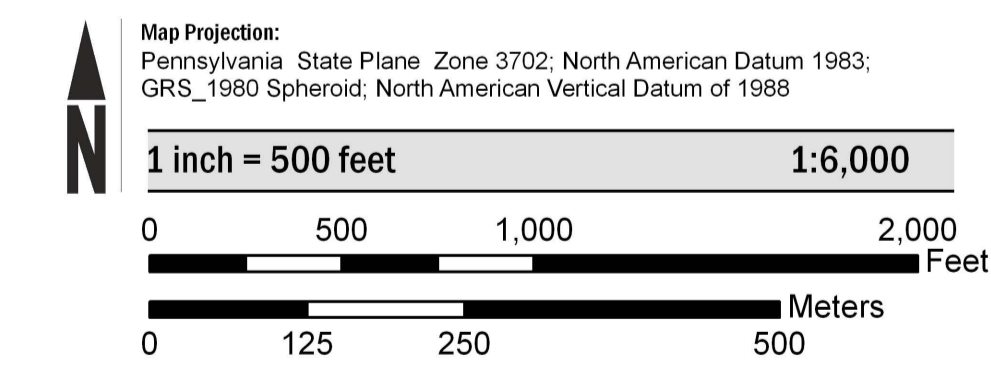 N
Map Projection:
Pennsylvania State Plane Zone 3702; North American Datum 1983;
GRS_1980 Spheroid; North American Vertical Datum of 1988
1 inch = 500 feet 1:6,000
0 500 1,000 2,000
Feet
Meters
0 125 250 500